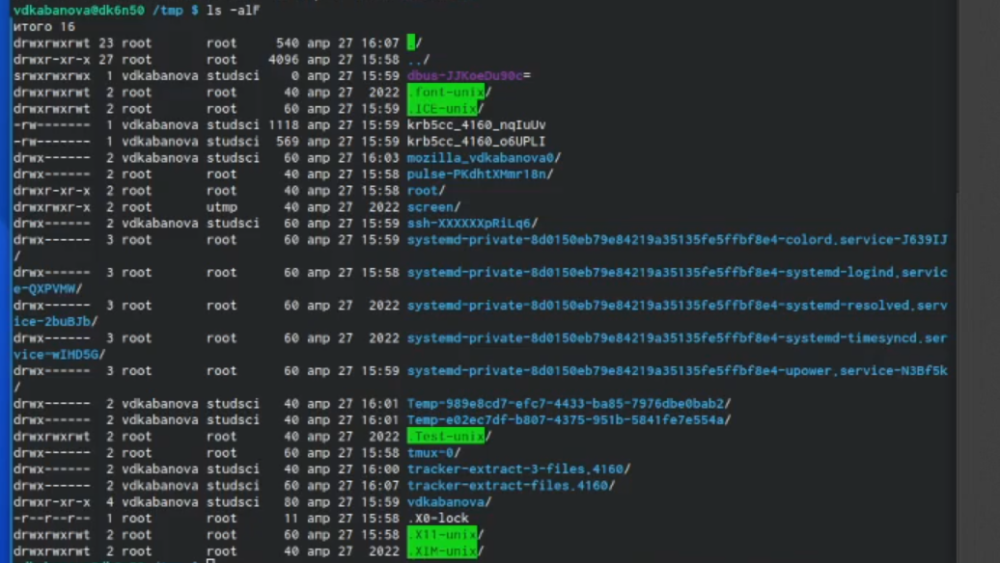 vdkabanova@dk6n50 /tmp $ ls -alF
итого 16
drwxrwxrwt 23 root root 540 апр 27 16:07 ./
drwxr-xr-x 27 root root 4096 апр 27 15:58 ../
srwxrwxrwx 1 vdkabanova studsci 0 апр 27 15:59 dbus-JJKoeDu90c=
drwxrwxrwt 2 root root 40 апр 27 2022 .font-unix/
drwxrwxrwt 2 root root 60 апр 27 15:59 .ICE-unix/
-rw------- 1 vdkabanova studsci 1118 апр 27 15:59 krb5cc_4160_nqIuUv
-rw------- 1 vdkabanova studsci 569 апр 27 15:59 krb5cc_4160_o6UPLI
drwx------ 2 vdkabanova studsci 60 апр 27 16:03 mozilla_vdkabanova0/
drwx------ 2 root root 40 апр 27 15:58 pulse-PKdhtXMmr18n/
drwxr-xr-x 2 root root 40 апр 27 15:58 root/
drwxrwxr-x 2 root utmp 40 апр 27 2022 screen/
drwx------ 2 vdkabanova studsci 60 апр 27 15:59 ssh-XXXXXXpRiLq6/
drwx------ 3 root root 60 апр 27 15:59 systemd-private-8d0150eb79e84219a35135fe5ffbf8e4-colord.service-J639IJ
/
drwx------ 3 root root 60 апр 27 15:58 systemd-private-8d0150eb79e84219a35135fe5ffbf8e4-systemd-logind.servic
e-QXPVMW/
drwx------ 3 root root 60 апр 27 2022 systemd-private-8d0150eb79e84219a35135fe5ffbf8e4-systemd-resolved.serv
ice-2buBJb/
drwx------ 3 root root 60 апр 27 2022 systemd-private-8d0150eb79e84219a35135fe5ffbf8e4-systemd-timesyncd.ser
vice-wIHD5G/
drwx------ 3 root root 60 апр 27 15:59 systemd-private-8d0150eb79e84219a35135fe5ffbf8e4-upower.service-N3Bf5k
/
drwx------ 2 vdkabanova studsci 40 апр 27 16:01 Temp-989e8cd7-efc7-4433-ba85-7976dbe0bab2/
drwx------ 2 vdkabanova studsci 40 апр 27 16:01 Temp-e02ec7df-b807-4375-951b-5841fe7e554a/
drwxrwxrwt 2 root root 40 апр 27 2022 .Test-unix/
drwx------ 2 root root 60 апр 27 15:58 tmux-0/
drwx------ 2 vdkabanova studsci 40 апр 27 16:00 tracker-extract-3-files.4160/
drwx------ 2 vdkabanova studsci 60 апр 27 16:07 tracker-extract-files.4160/
drwxr-xr-x 4 vdkabanova studsci 80 апр 27 15:59 vdkabanova/
-r--r--r-- 1 root root 11 апр 27 15:58 .X0-lock
drwxrwxrwt 2 root root 60 апр 27 15:58 .X11-unix/
drwxrwxrwt 2 root root 40 апр 27 2022 .XIM-unix/